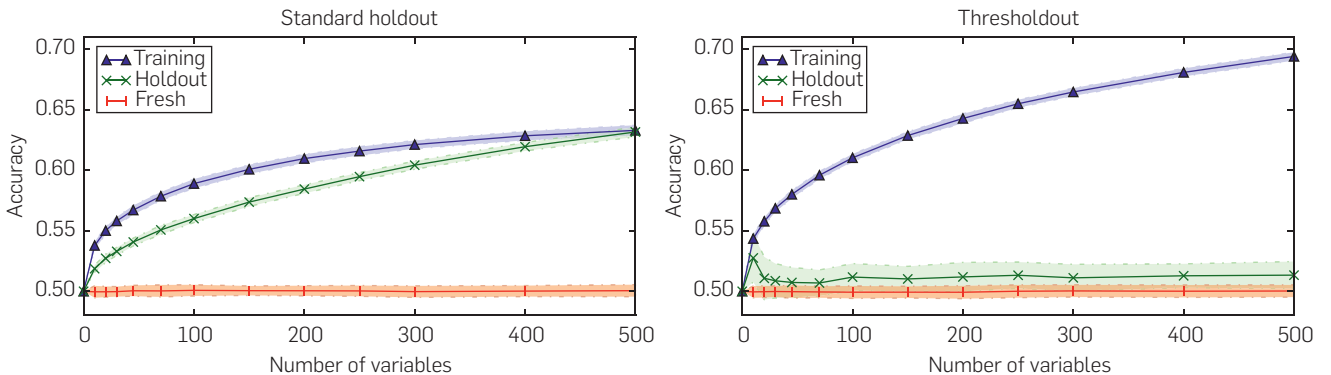 Standard holdout
0.70
0.65
0.60
0.55
0.50
Accuracy
Training
Holdout
Fresh
0 100 200 300 400 500
Number of variables
Thresholdout
0.70
0.65
0.60
0.55
0.50
Accuracy
Training
Holdout
Fresh
0 100 200 300 400 500
Number of variables